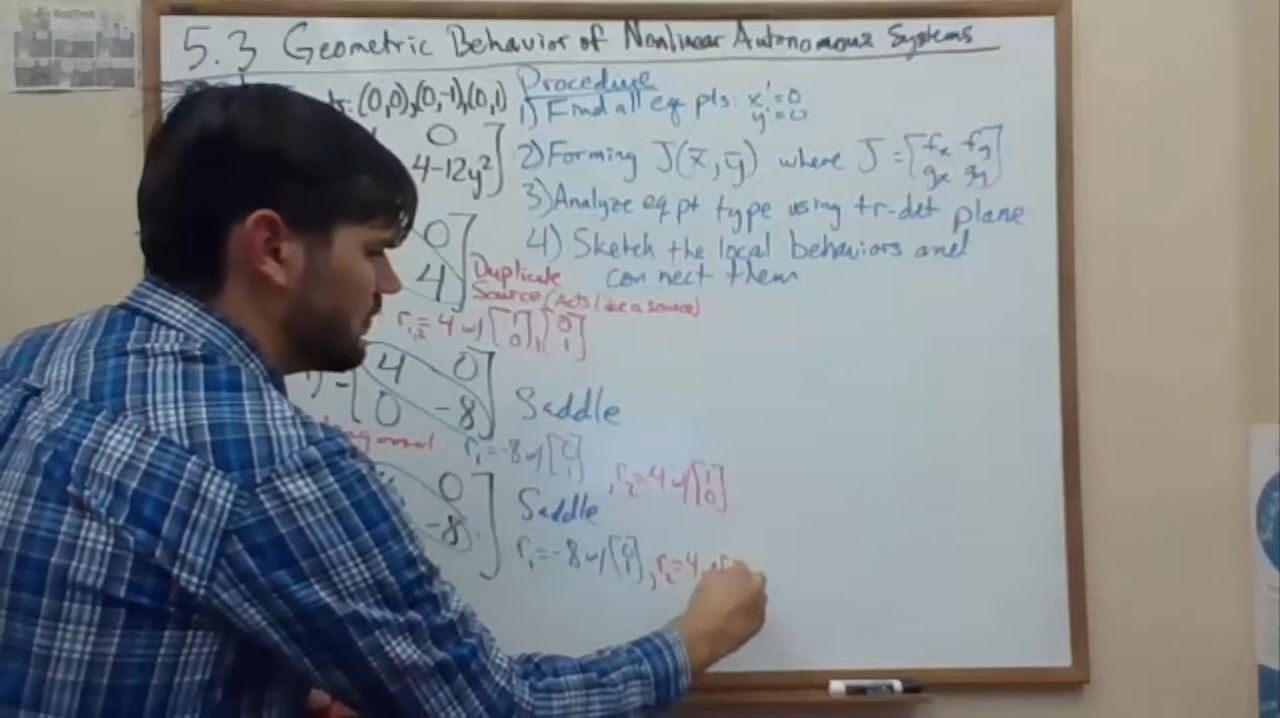 5.3 Geometric Behavior of Nonlinear Autonomous Systems
: (0,0),(0,-1),(0,1)
0
4-12y²]
0
4]
Duplicate
Source (Acts like a source)
r₁,₂=4 w/ [1 0],[0 1]
[4 0]
[0 -8]
Saddle
r₁=-8 w/ [0 1], r₂=4 w/ [1 0]
0
-8]
Saddle
r₁=-8 w/ [0 1], r₂=4
Procedure
1) Find all eq pts: x'=0
y'=0
2) Forming J(x̄,ȳ) where J=[fx fy
gx gy]
3) Analyze eq pt type using tr-det plane
4) Sketch the local behaviors and
connect them